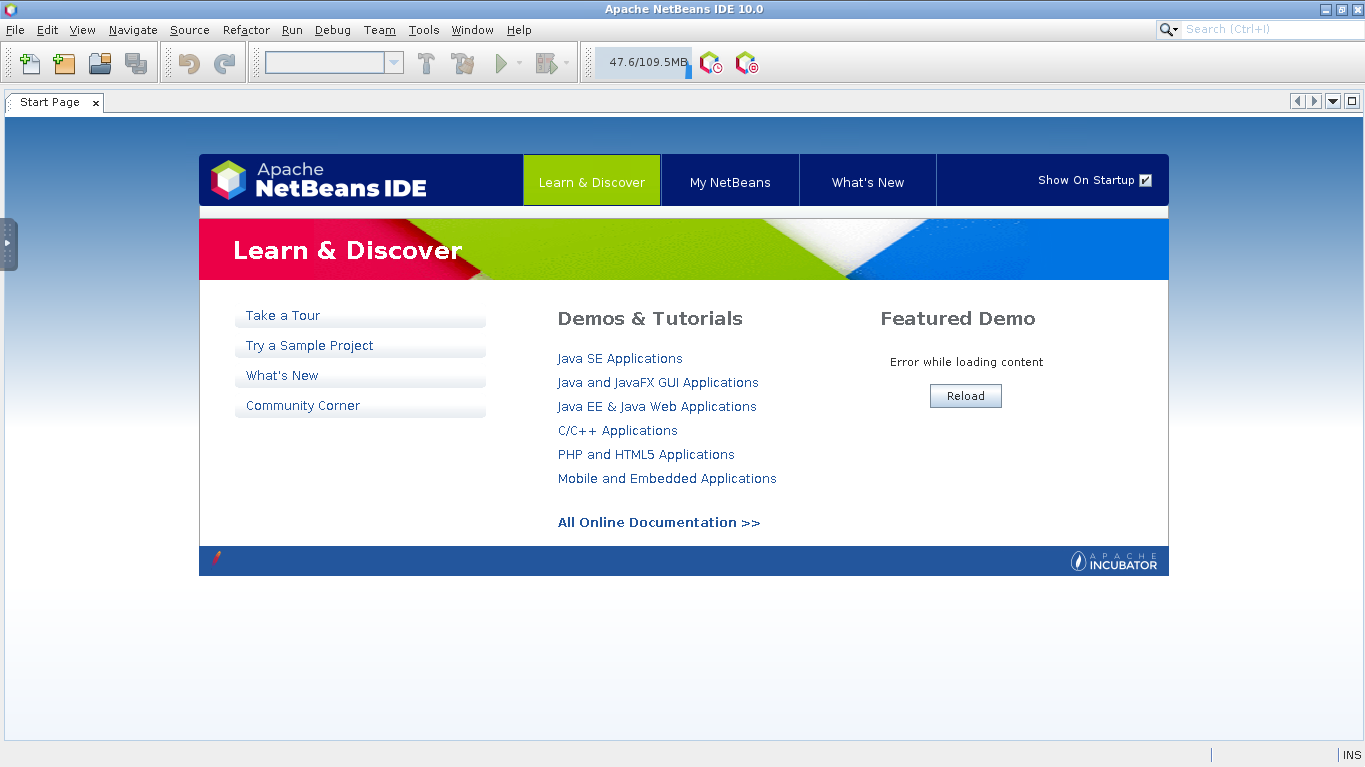 Apache NetBeans IDE 10.0
File Edit View Navigate Source Refactor Run Debug Team Tools Window Help
Search (Ctrl+I)
47.6/109.5MB
Start Page
Apache
NetBeans IDE
Learn & Discover
My NetBeans
What's New
Show On Startup
Learn & Discover
Take a Tour
Try a Sample Project
What's New
Community Corner
Demos & Tutorials
Java SE Applications
Java and JavaFX GUI Applications
Java EE & Java Web Applications
C/C++ Applications
PHP and HTML5 Applications
Mobile and Embedded Applications
All Online Documentation >>
Featured Demo
Error while loading content
Reload
APACHE
INCUBATOR
INS